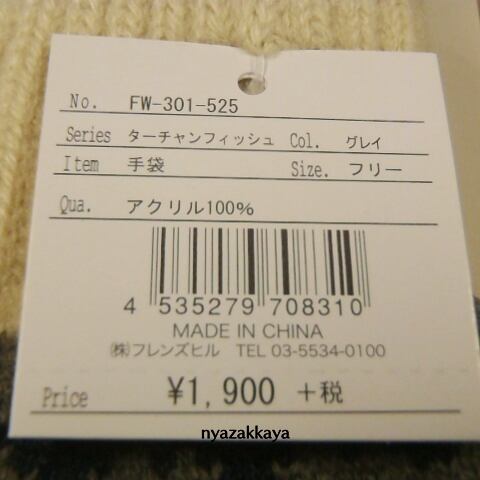 No. FW-301-525
Series ターチャンフィッシュ Col. グレイ
Item 手袋 Size. フリー
Qua. アクリル100%
4 535279 708310
MADE IN CHINA
㈱フレンズヒル TEL 03-5534-0100
Price ¥1,900 +税
nyazakkaya